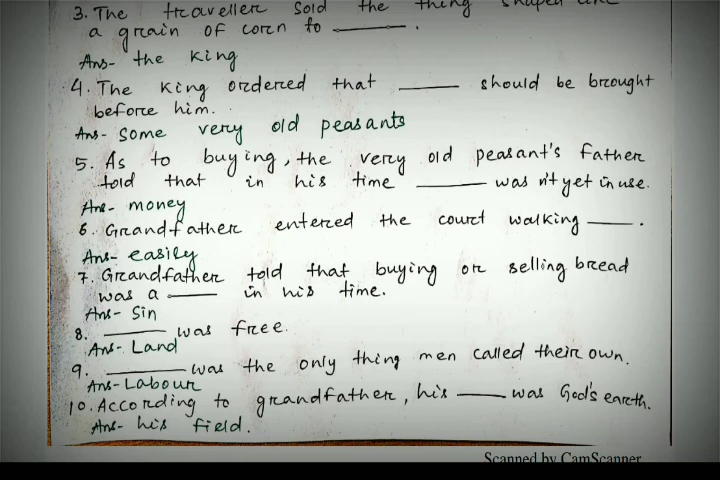 3. The traveller sold the thing shaped like
a grain of corn to ______ .
Ans- the king
4. The King ordered that ______ should be brought
before him.
Ans- Some very old peasants
5. As to buying, the very old peasant's father
told that in his time ______ was n't yet in use.
Ans- money
6. Grandfather entered the court walking ______ .
Ans- easily
7. Grandfather told that buying or selling bread
was a ______ in his time.
Ans- Sin
8. ______ was free.
Ans- Land
9. ______ was the only thing men called their own.
Ans- Labour
10. According to grandfather, his ______ was God's earth.
Ans- his field.
Scanned by CamScanner